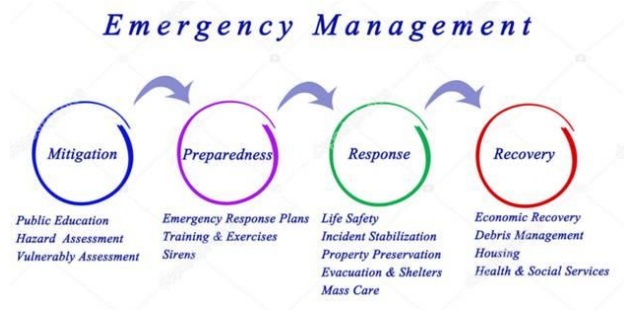 Emergency Management
Mitigation
Preparedness
Response
Recovery
Public Education
Hazard Assessment
Vulnerably Assessment
Emergency Response Plans
Training & Exercises
Sirens
Life Safety
Incident Stabilization
Property Preservation
Evacuation & Shelters
Mass Care
Economic Recovery
Debris Management
Housing
Health & Social Services